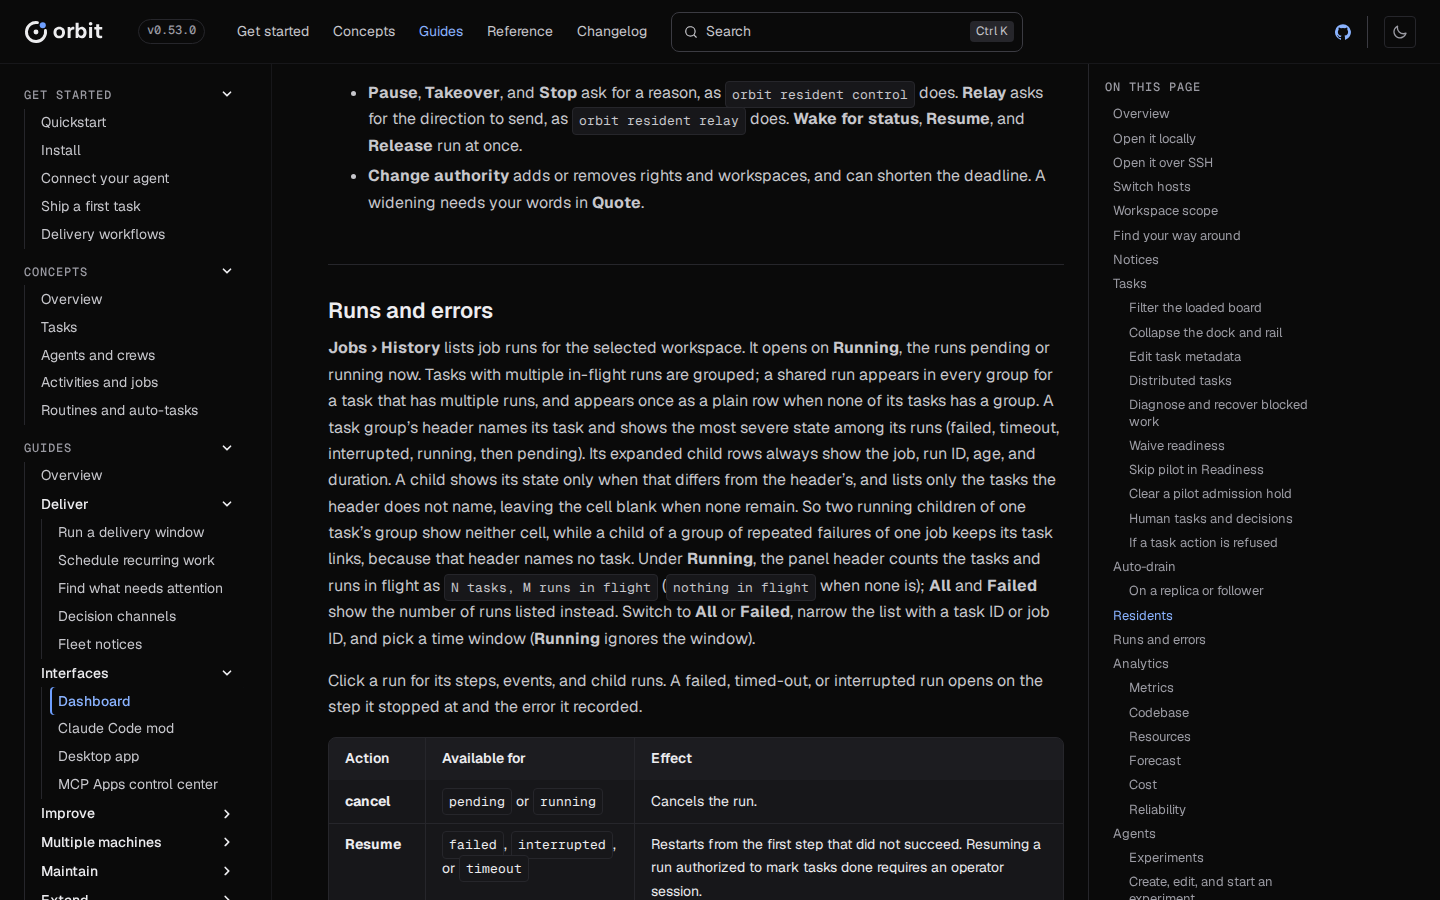 orbit
v0.53.0
Get started
Concepts
Guides
Reference
Changelog
Search
Ctrl K
GET STARTED
Quickstart
Install
Connect your agent
Ship a first task
Delivery workflows
CONCEPTS
Overview
Tasks
Agents and crews
Activities and jobs
Routines and auto-tasks
GUIDES
Overview
Deliver
Run a delivery window
Schedule recurring work
Find what needs attention
Decision channels
Fleet notices
Interfaces
Dashboard
Claude Code mod
Desktop app
MCP Apps control center
Improve
Multiple machines
Maintain
Extend
• Pause, Takeover, and Stop ask for a reason, as orbit resident control does. Relay asks
for the direction to send, as orbit resident relay does. Wake for status, Resume, and
Release run at once.
• Change authority adds or removes rights and workspaces, and can shorten the deadline. A
widening needs your words in Quote.
Runs and errors
Jobs › History lists job runs for the selected workspace. It opens on Running, the runs pending or
running now. Tasks with multiple in-flight runs are grouped; a shared run appears in every group for
a task that has multiple runs, and appears once as a plain row when none of its tasks has a group. A
task group’s header names its task and shows the most severe state among its runs (failed, timeout,
interrupted, running, then pending). Its expanded child rows always show the job, run ID, age, and
duration. A child shows its state only when that differs from the header’s, and lists only the tasks the
header does not name, leaving the cell blank when none remain. So two running children of one
task’s group show neither cell, while a child of a group of repeated failures of one job keeps its task
links, because that header names no task. Under Running, the panel header counts the tasks and
runs in flight as N tasks, M runs in flight (nothing in flight when none is); All and Failed
show the number of runs listed instead. Switch to All or Failed, narrow the list with a task ID or job
ID, and pick a time window (Running ignores the window).
Click a run for its steps, events, and child runs. A failed, timed-out, or interrupted run opens on the
step it stopped at and the error it recorded.
Action
Available for
Effect
cancel
pending or running
Cancels the run.
Resume
failed, interrupted,
or timeout
Restarts from the first step that did not succeed. Resuming a
run authorized to mark tasks done requires an operator
session.
ON THIS PAGE
Overview
Open it locally
Open it over SSH
Switch hosts
Workspace scope
Find your way around
Notices
Tasks
Filter the loaded board
Collapse the dock and rail
Edit task metadata
Distributed tasks
Diagnose and recover blocked
work
Waive readiness
Skip pilot in Readiness
Clear a pilot admission hold
Human tasks and decisions
If a task action is refused
Auto-drain
On a replica or follower
Residents
Runs and errors
Analytics
Metrics
Codebase
Resources
Forecast
Cost
Reliability
Agents
Experiments
Create, edit, and start an
experiment